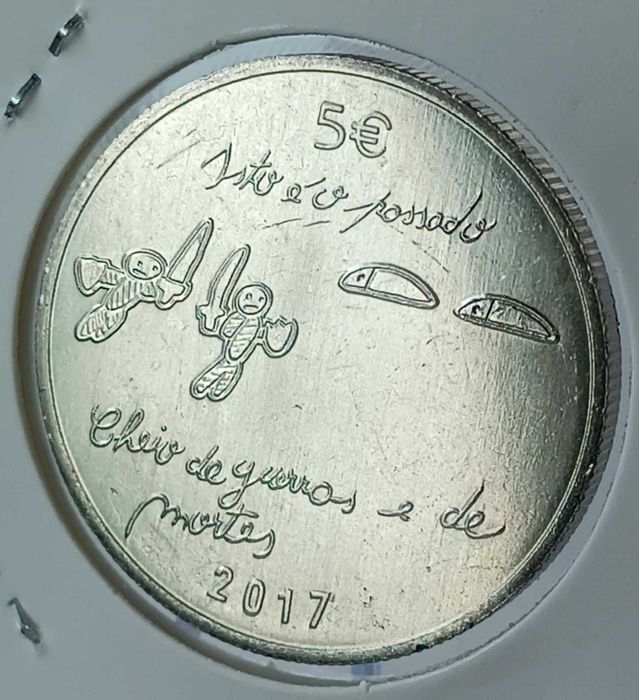 5€
Isto é o passado
Cheio de guerras e de
mortes
2017